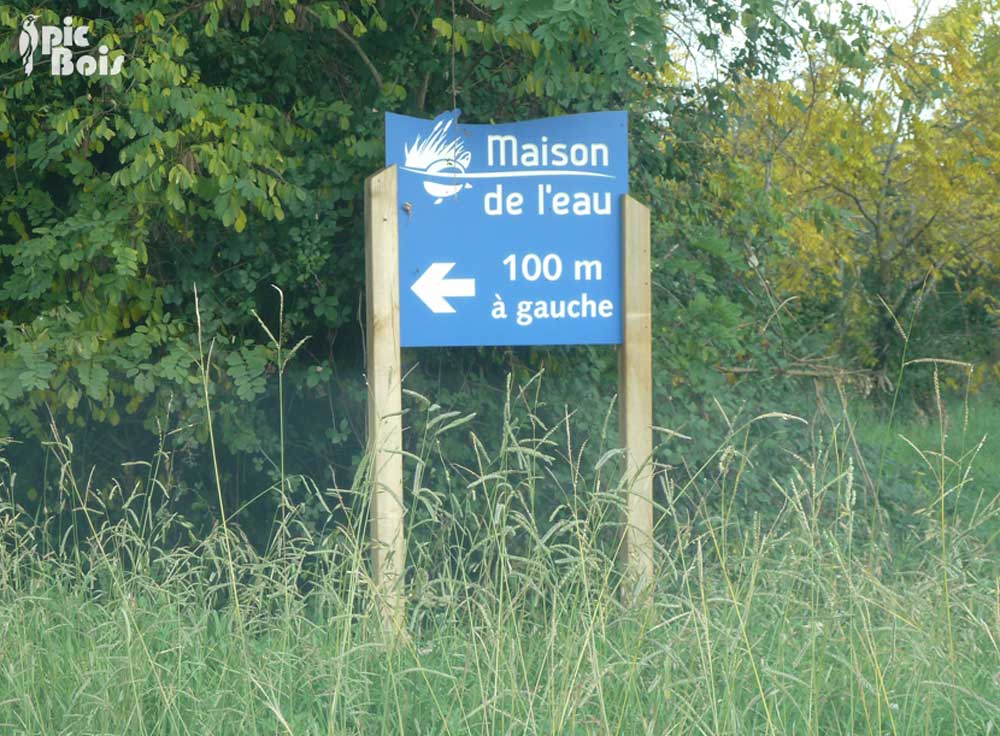 pic
Bois
Maison
de l'eau
100 m
à gauche